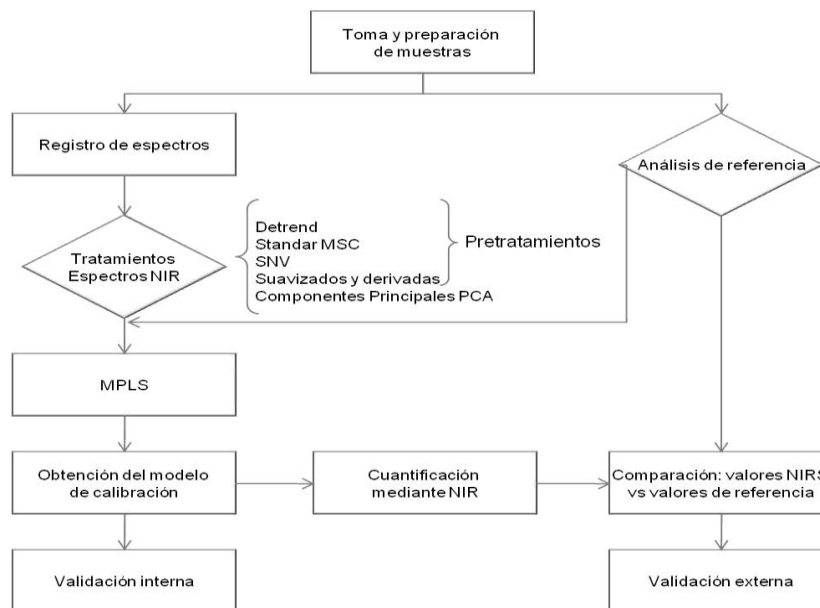 Toma y preparación
de muestras
Registro de espectros
Análisis de referencia
Tratamientos
Espectros NIR
Detrend
Standar MSC
SNV
Suavizados y derivadas
Componentes Principales PCA
Pretratamientos
MPLS
Obtención del modelo
de calibración
Cuantificación
mediante NIR
Comparación: valores NIRS
vs valores de referencia
Validación interna
Validación externa